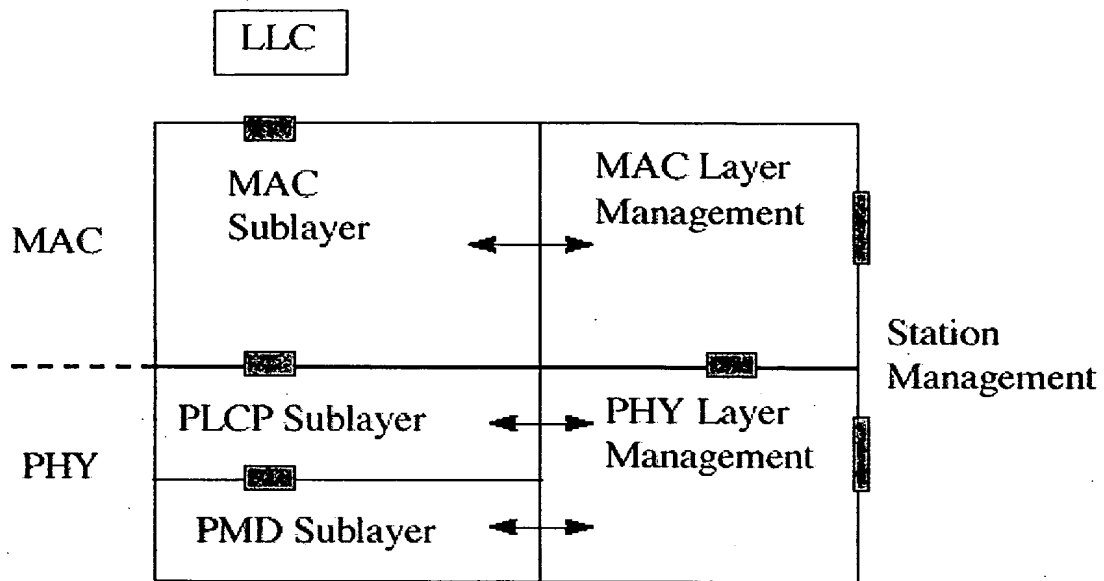 LLC
MAC
Sublayer
MAC Layer
Management
MAC
Station
Management
PLCP Sublayer
PHY Layer
Management
PHY
PMD Sublayer